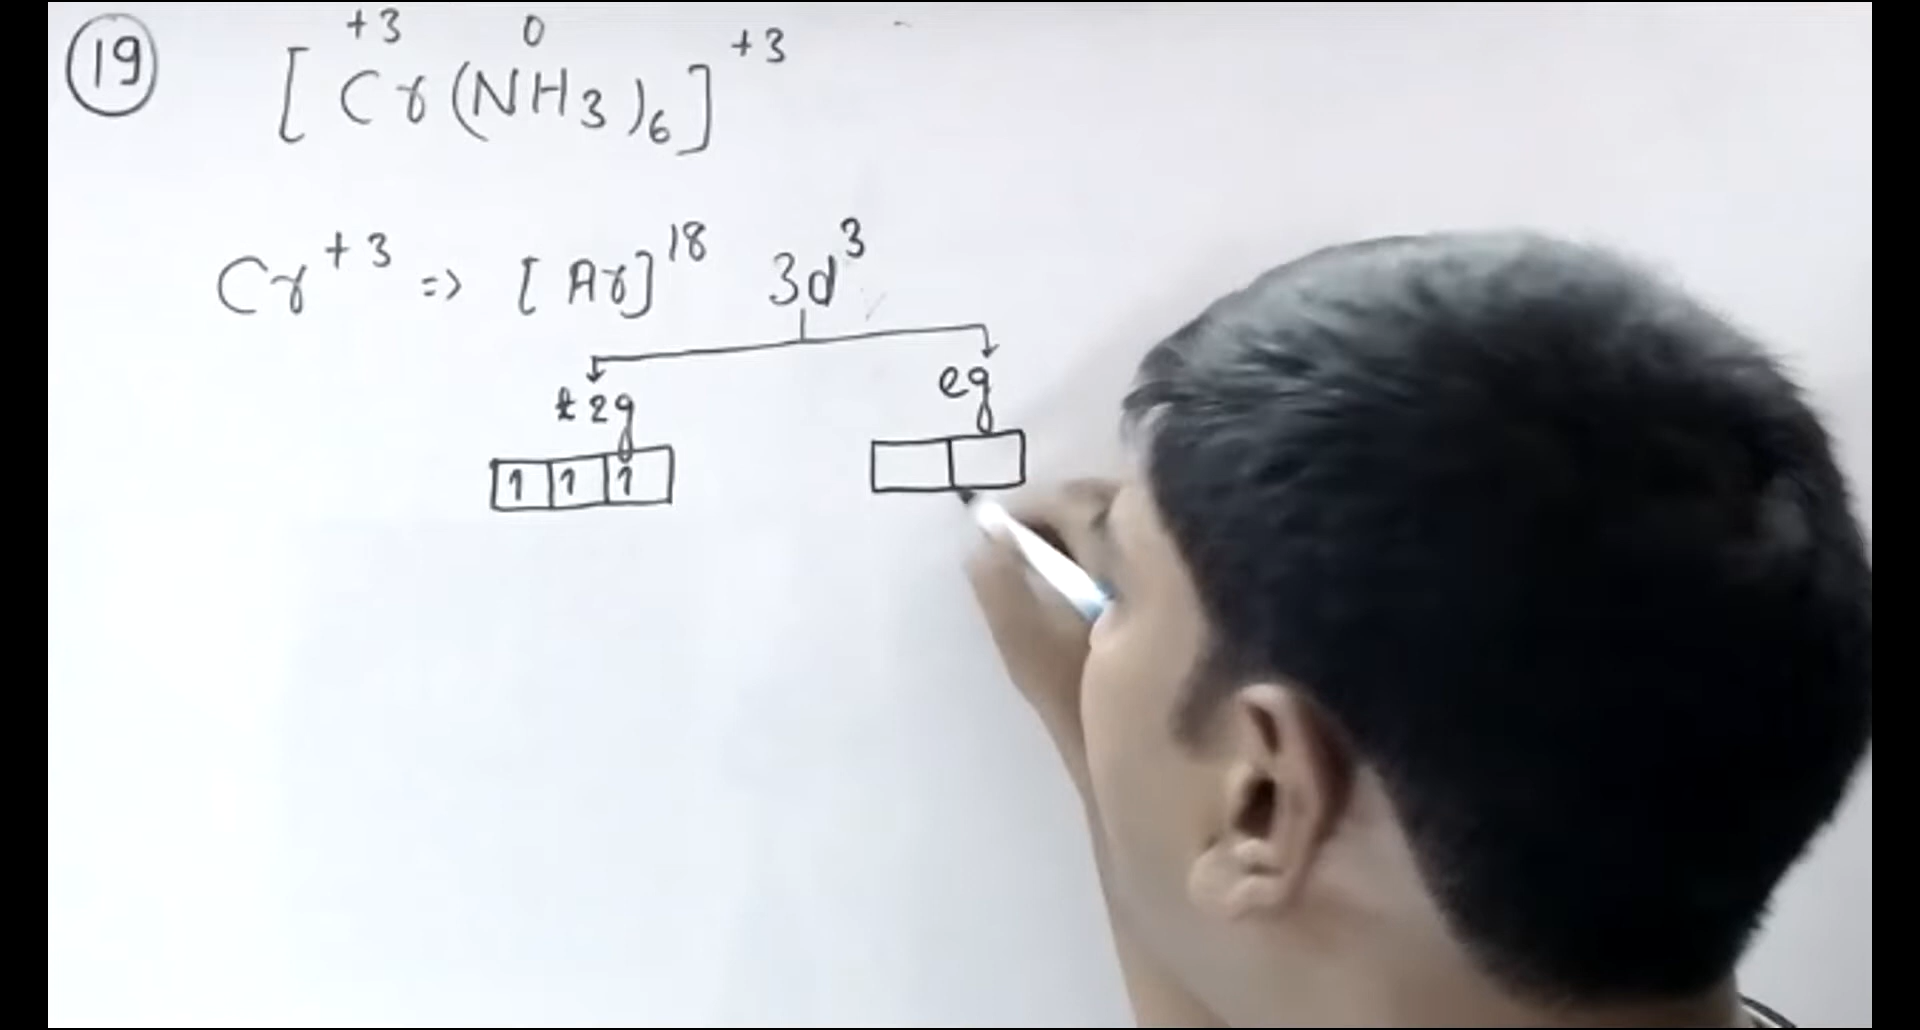 19
+3 0
[Cr(NH3)6]+3
Cr+3 => [Ar]18 3d3
t2g eg
1 1 1